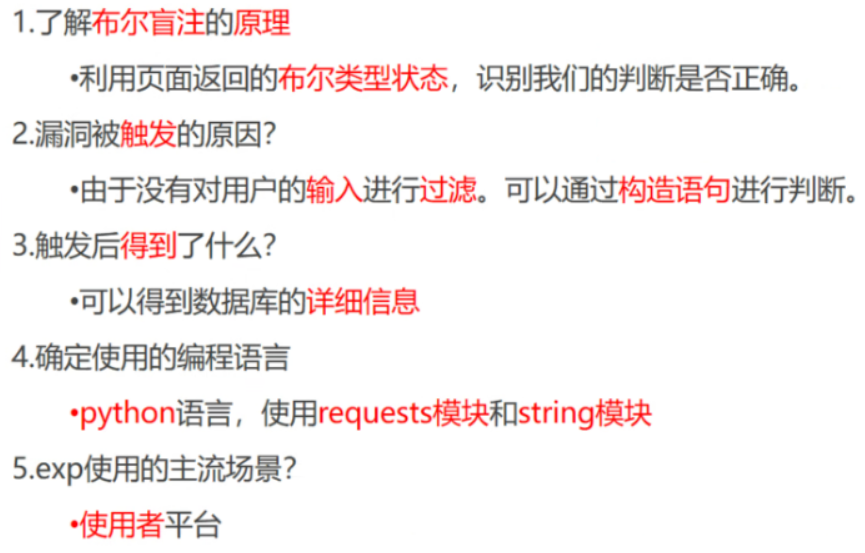 1.了解布尔盲注的原理
•利用页面返回的布尔类型状态，识别我们的判断是否正确。
2.漏洞被触发的原因？
•由于没有对用户的输入进行过滤。可以通过构造语句进行判断。
3.触发后得到了什么？
•可以得到数据库的详细信息
4.确定使用的编程语言
•python语言，使用requests模块和string模块
5.exp使用的主流场景？
•使用者平台